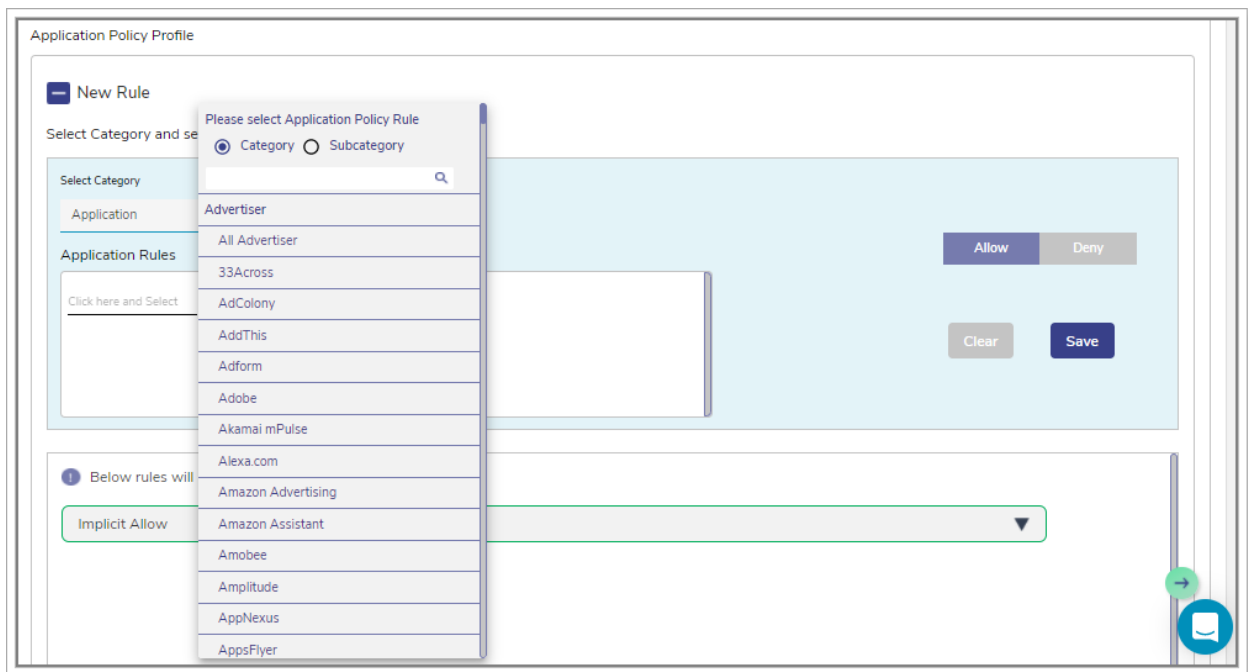 Application Policy Profile
New Rule
Select Category and se
Please select Application Policy Rule
Category
Subcategory
Select Category
Application
Application Rules
Click here and Select
Advertiser
All Advertiser
33Across
AdColony
AddThis
Adform
Adobe
Akamai mPulse
Alexa.com
Amazon Advertising
Amazon Assistant
Amobee
Amplitude
AppNexus
AppsFlyer
Allow
Deny
Clear
Save
Below rules will
Implicit Allow